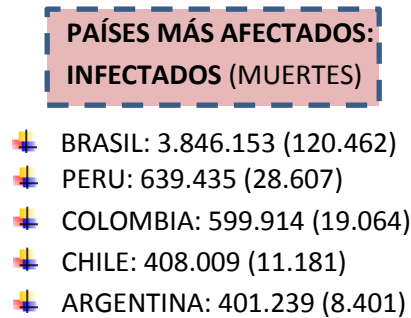 PAÍSES MÁS AFECTADOS:
INFECTADOS (MUERTES)
BRASIL: 3.846.153 (120.462)
PERU: 639.435 (28.607)
COLOMBIA: 599.914 (19.064)
CHILE: 408.009 (11.181)
ARGENTINA: 401.239 (8.401)